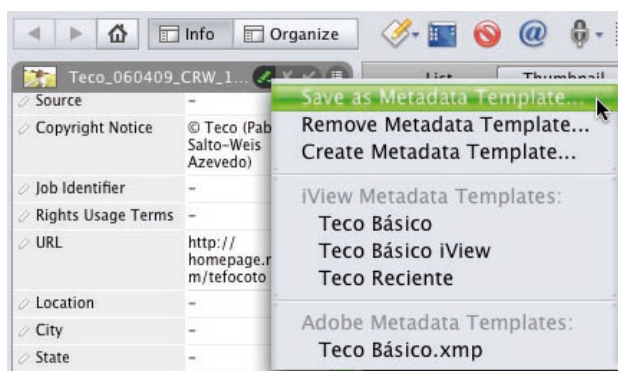 Info
Organize
Teco_060409_CRW_1...
List
Thumbnail
Source
–
Copyright Notice
© Teco (Pab
Salto-Weis
Azevedo)
Job Identifier
–
Rights Usage Terms
–
URL
http://
homepage.r
m/tefocoto
Location
–
City
–
State
–
Save as Metadata Template...
Remove Metadata Template...
Create Metadata Template...
iView Metadata Templates:
Teco Básico
Teco Básico iView
Teco Reciente
Adobe Metadata Templates:
Teco Básico.xmp